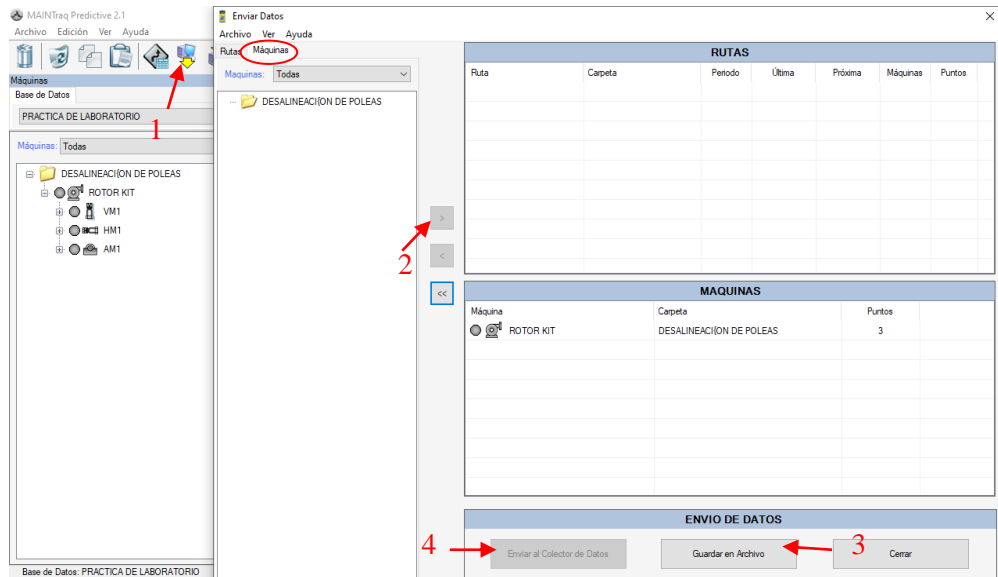 MAINTraq Predictive 2.1
Archivo Edición Ver Ayuda
Máquinas
Base de Datos
PRACTICA DE LABORATORIO
1
Máquinas: Todas
DESALINEACI{ON DE POLEAS
ROTOR KIT
VM1
HM1
AM1
Base de Datos: PRACTICA DE LABORATORIO
Enviar Datos
Archivo Ver Ayuda
Rutas Máquinas
Maquinas: Todas
DESALINEACI{ON DE POLEAS
>
2
<
<<
RUTAS
Ruta Carpeta Periodo Última Próxima Máquinas Puntos
MAQUINAS
Máquina Carpeta Puntos
ROTOR KIT DESALINEACI{ON DE POLEAS 3
ENVIO DE DATOS
4 Enviar al Colector de Datos Guardar en Archivo 3 Cerrar